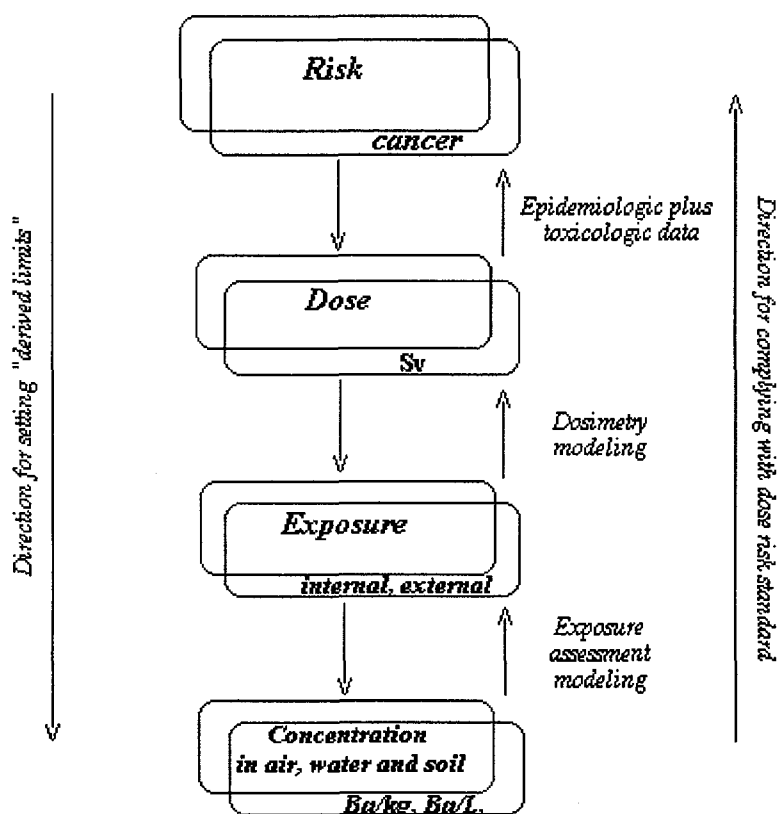 Risk
cancer
Epidemiologic plus
toxicologic data
Dose
Sv
Dosimetry
modeling
Exposure
internal, external
Exposure
assessment
modeling
Concentration
in air, water and soil
Bq/kg, Bq/L,
Direction for setting "derived limits"
Direction for complying with dose risk standard